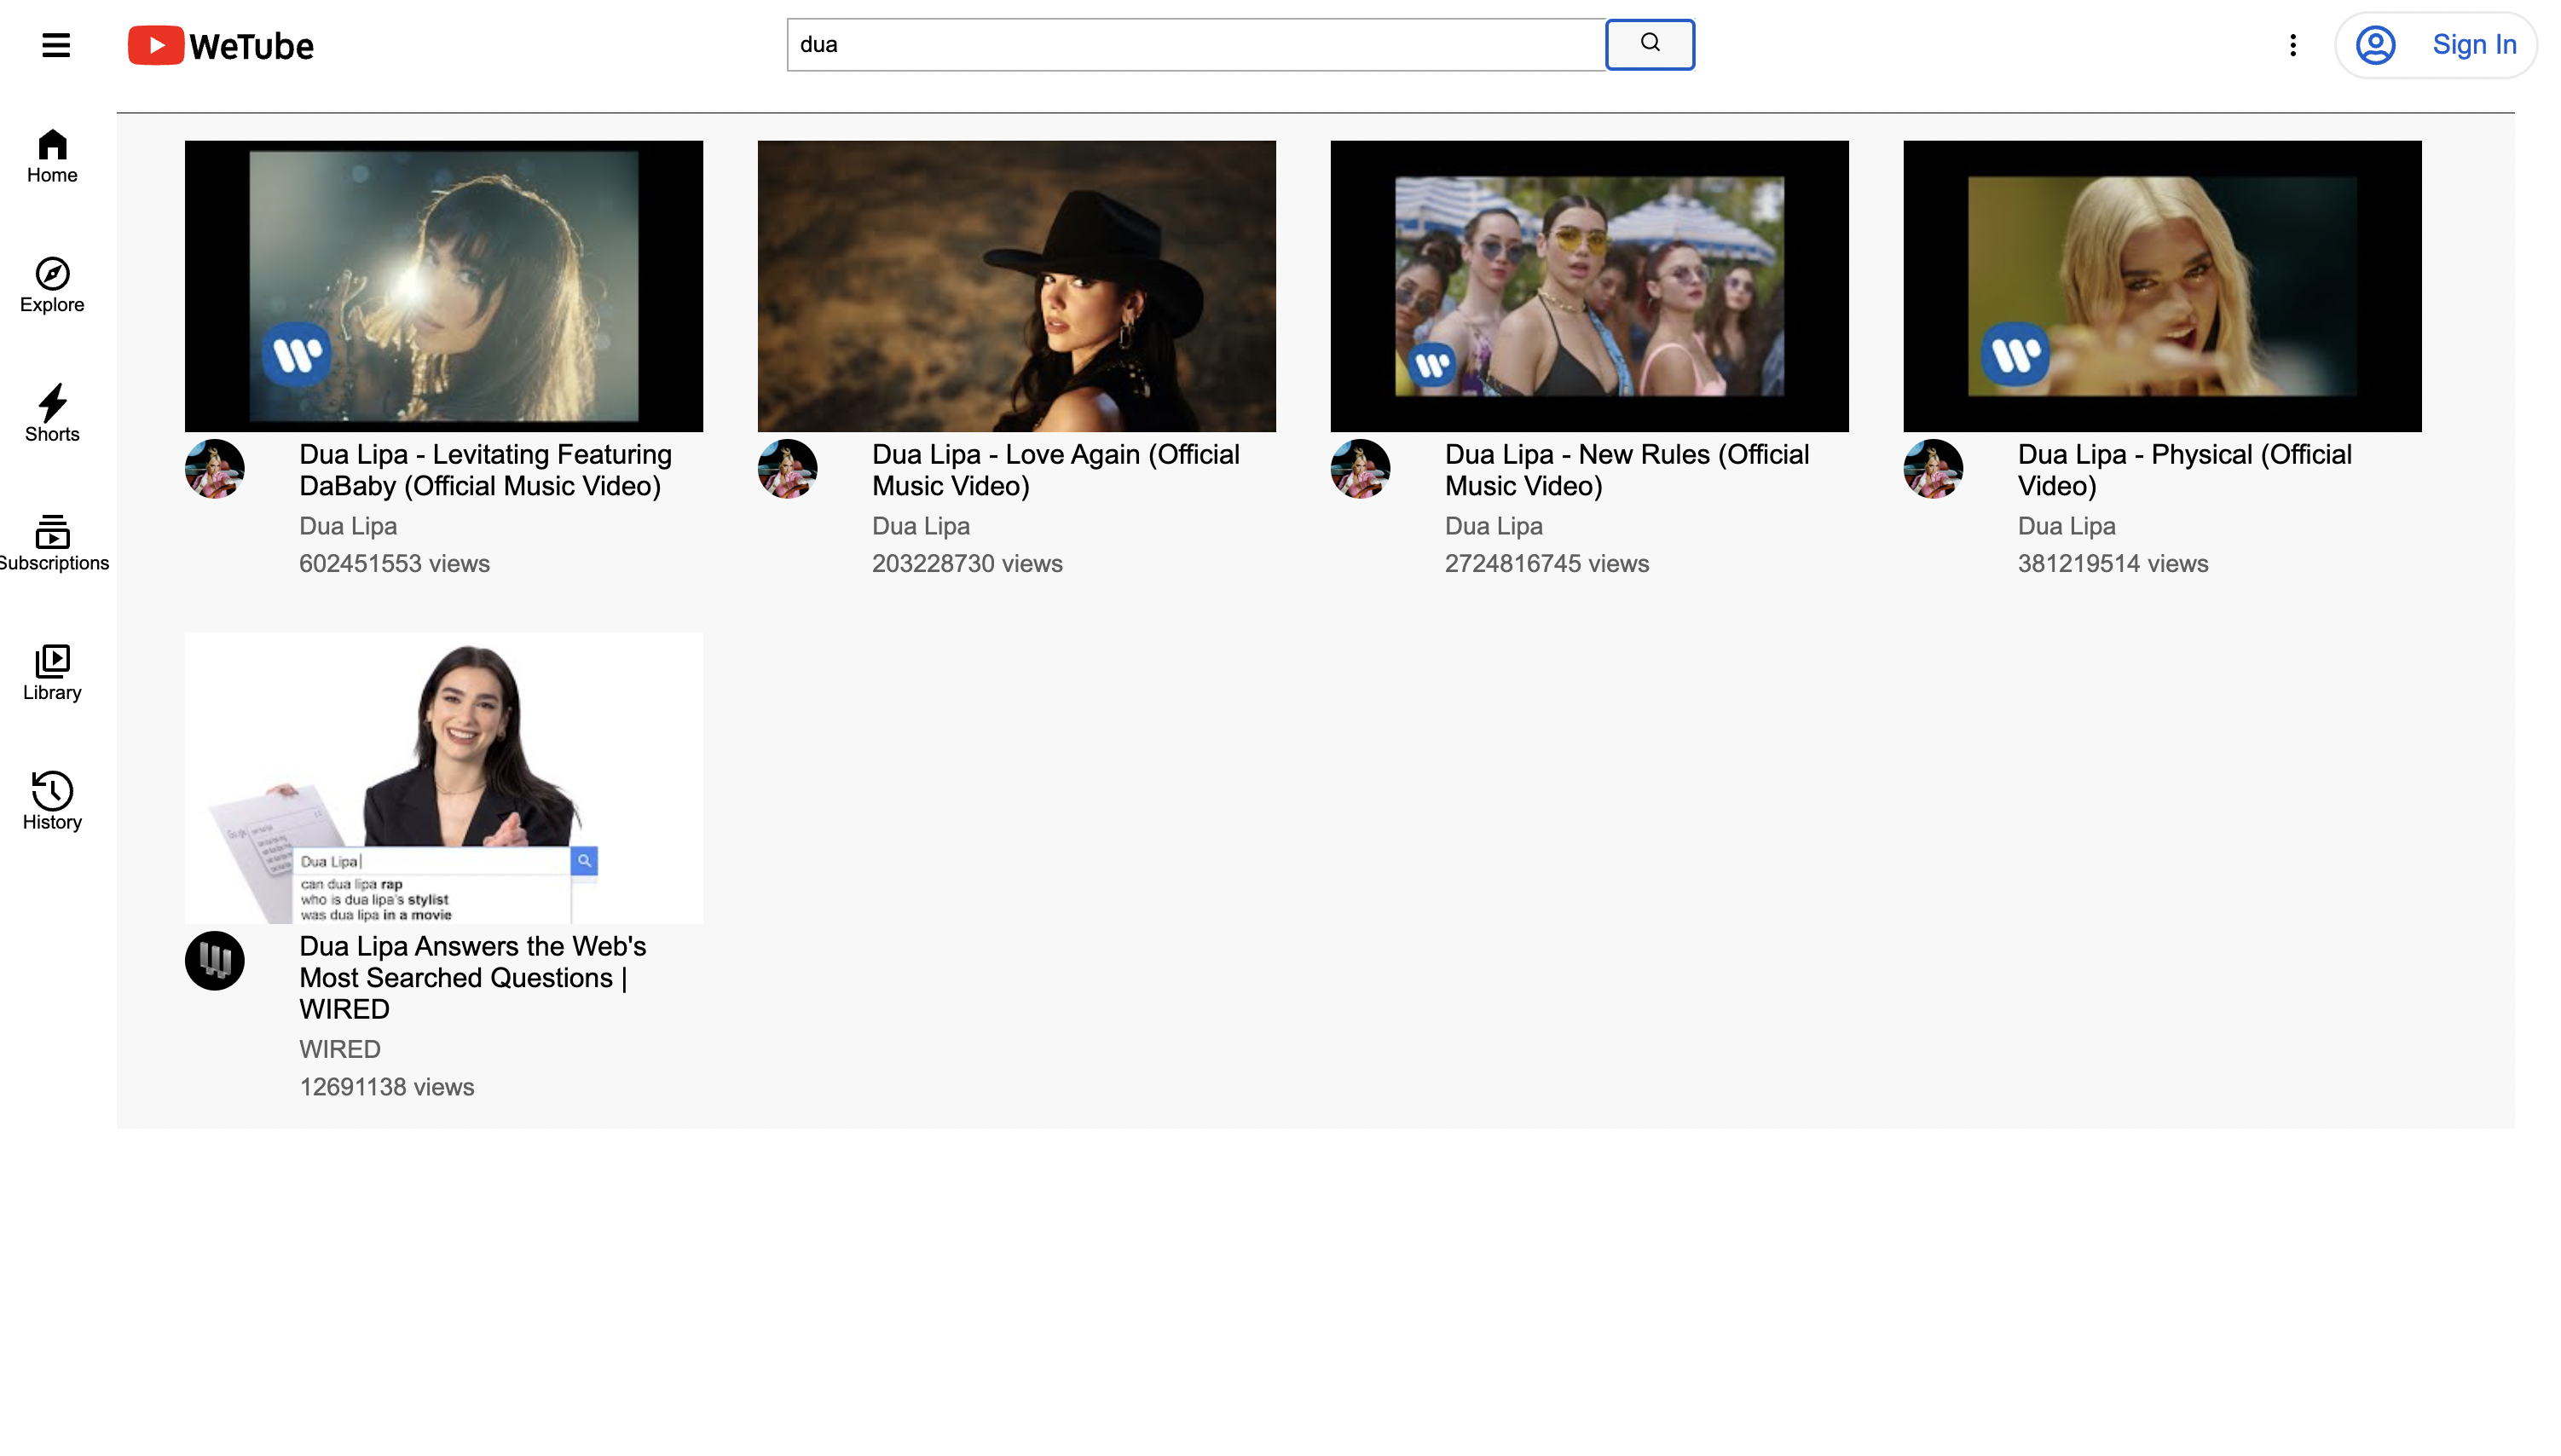 WeTube
dua
Sign In
Home
Explore
Shorts
Subscriptions
Library
History
Dua Lipa - Levitating Featuring
DaBaby (Official Music Video)
Dua Lipa
602451553 views
Dua Lipa - Love Again (Official
Music Video)
Dua Lipa
203228730 views
Dua Lipa - New Rules (Official
Music Video)
Dua Lipa
2724816745 views
Dua Lipa - Physical (Official
Video)
Dua Lipa
381219514 views
Dua Lipa
can dua lipa rap
who is dua lipa's stylist
was dua lipa in a movie
Dua Lipa Answers the Web's
Most Searched Questions |
WIRED
WIRED
12691138 views